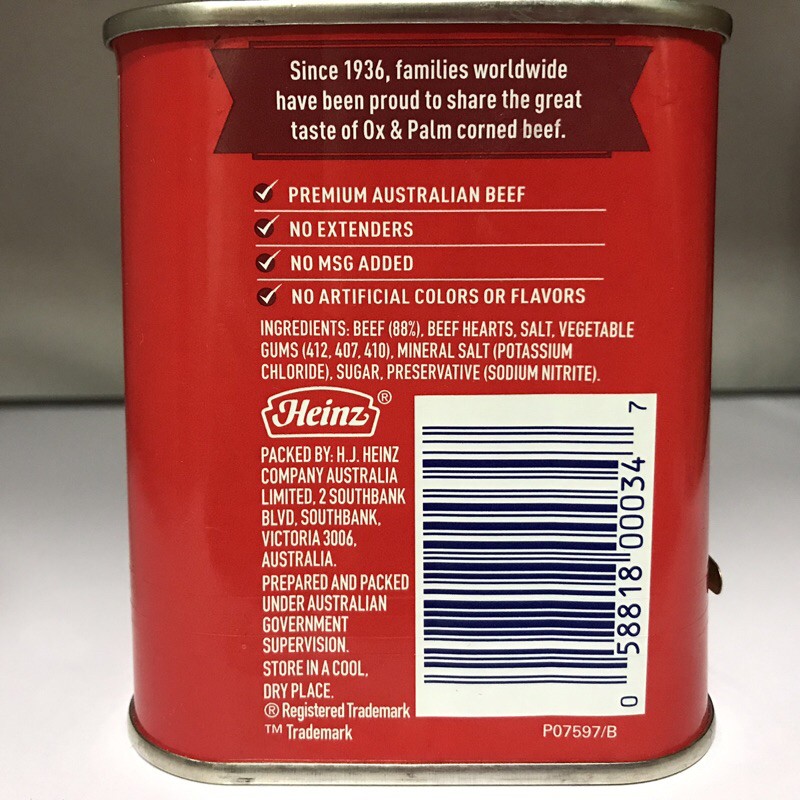 Since 1936, families worldwide
have been proud to share the great
taste of Ox & Palm corned beef.
PREMIUM AUSTRALIAN BEEF
NO EXTENDERS
NO MSG ADDED
NO ARTIFICIAL COLORS OR FLAVORS
INGREDIENTS: BEEF (88%), BEEF HEARTS, SALT, VEGETABLE
GUMS (412, 407, 410), MINERAL SALT (POTASSIUM
CHLORIDE), SUGAR, PRESERVATIVE (SODIUM NITRITE).
Heinz®
PACKED BY: H.J. HEINZ
COMPANY AUSTRALIA
LIMITED, 2 SOUTHBANK
BLVD, SOUTHBANK,
VICTORIA 3006,
AUSTRALIA.
PREPARED AND PACKED
UNDER AUSTRALIAN
GOVERNMENT
SUPERVISION.
STORE IN A COOL,
DRY PLACE.
® Registered Trademark
™ Trademark
0 58818 00034 7
P07597/B